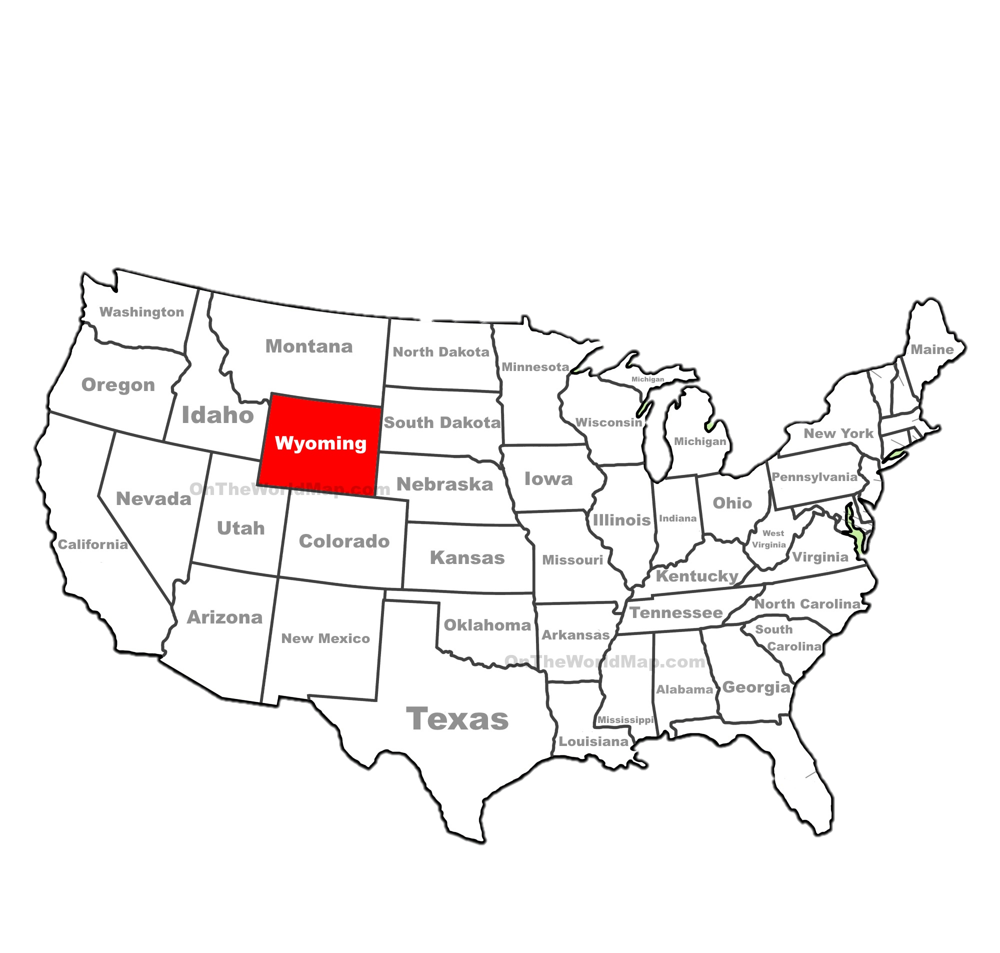 Washington
Montana
North Dakota
Minnesota
Michigan
Maine
Oregon
Idaho
Wyoming
South Dakota
Wisconsin
Michigan
New York
OnTheWorldMap.com
Nevada
Nebraska
Iowa
Pennsylvania
Utah
Colorado
Illinois
Indiana
Ohio
California
Kansas
Missouri
West
Virginia
Virginia
Kentucky
Arizona
New Mexico
Oklahoma
Arkansas
Tennessee
North Carolina
South
Carolina
OnTheWorldMap.com
Texas
Alabama
Georgia
Mississippi
Louisiana